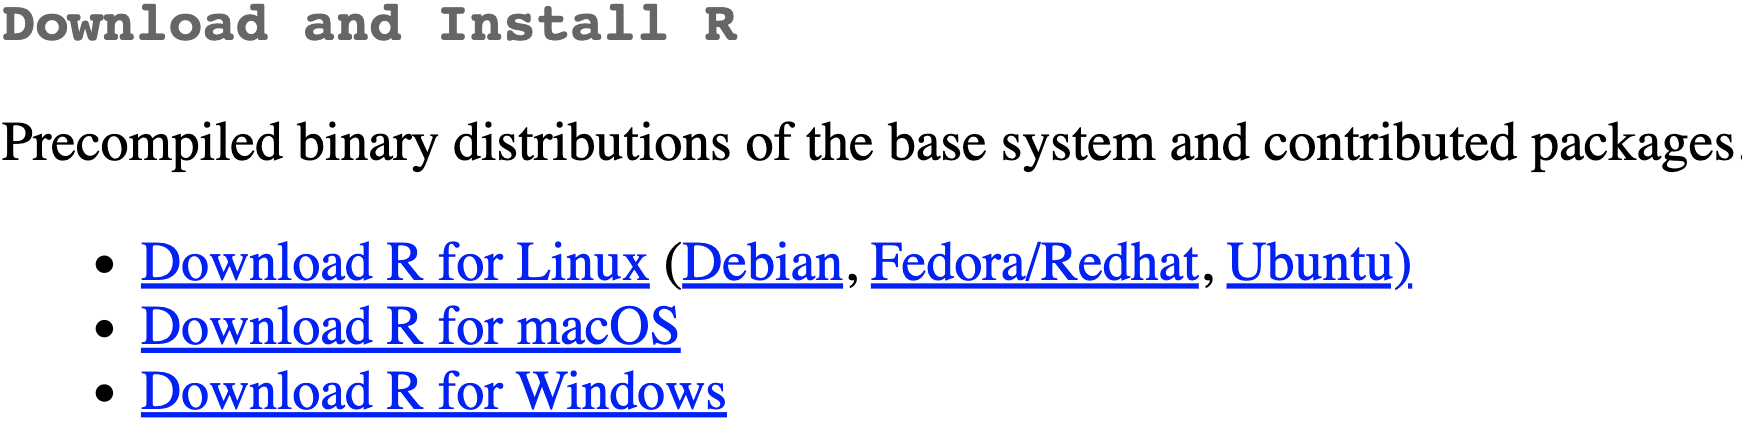 Download and Install R
Precompiled binary distributions of the base system and contributed packages.
• Download R for Linux (Debian, Fedora/Redhat, Ubuntu)
• Download R for macOS
• Download R for Windows